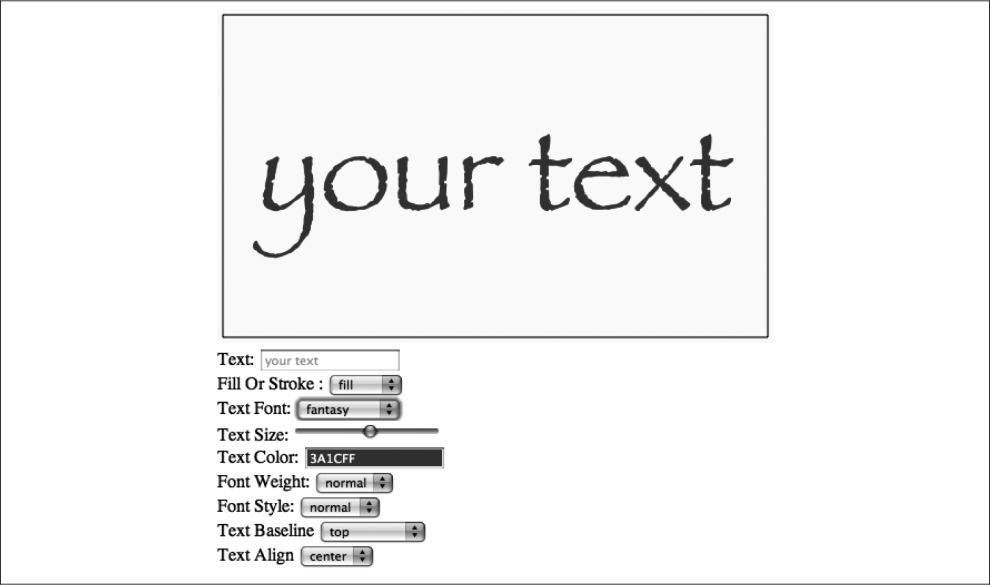 your text
Text: your text
Fill Or Stroke : fill
Text Font: fantasy
Text Size:
Text Color: 3A1CFF
Font Weight: normal
Font Style: normal
Text Baseline top
Text Align center